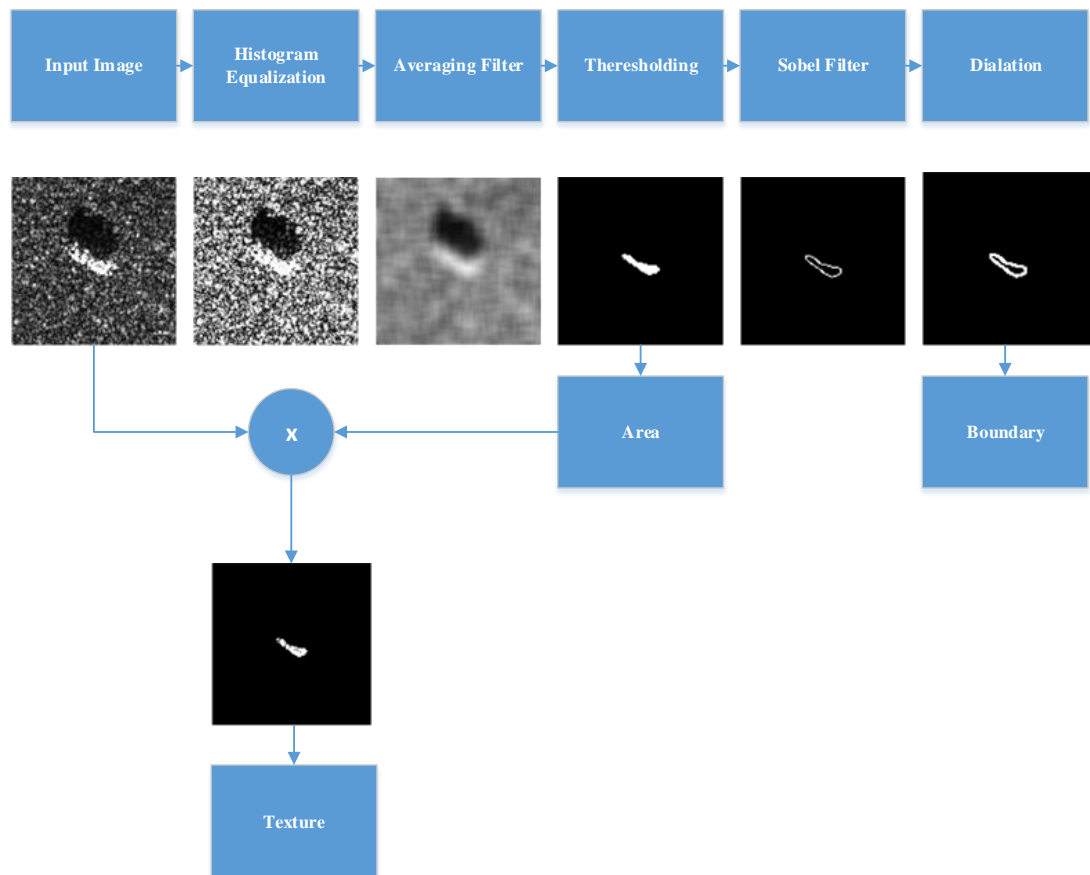 Input Image
Histogram
Equalization
Averaging Filter
Theresholding
Sobel Filter
Dialation
x
Area
Boundary
Texture